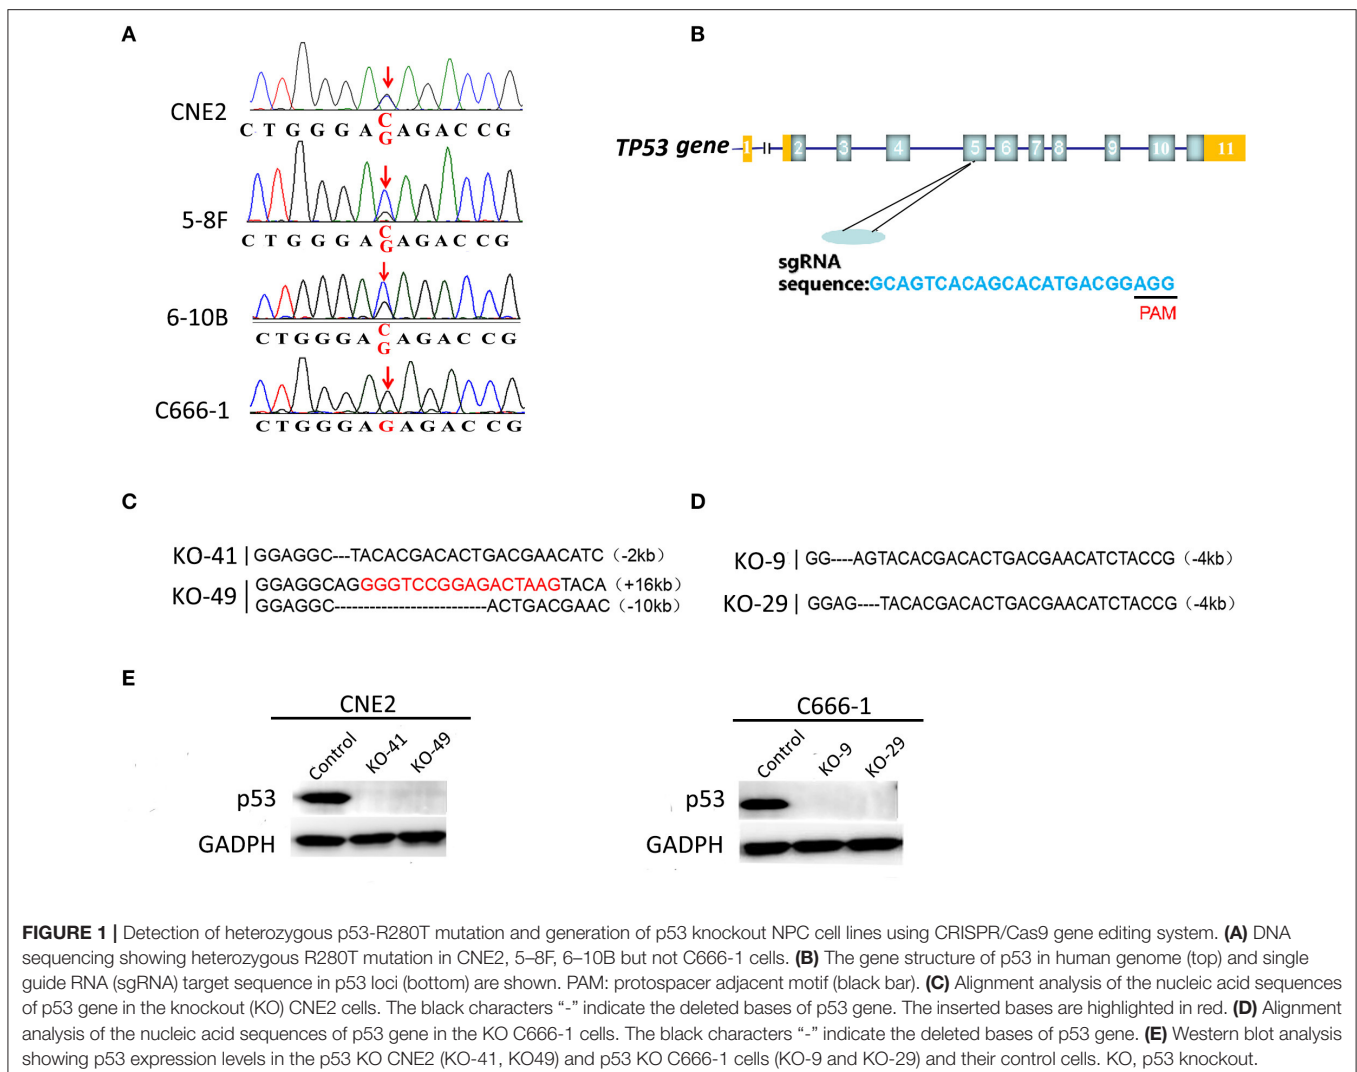 A
CNE2
C T G G G A C A G A C C G
G
5-8F
C T G G G A C A G A C C G
G
6-10B
C T G G G A C A G A C C G
G
C666-1
C T G G G A G A G A C C G
B
TP53 gene
1 2 3 4 5 6 7 8 9 10 11
sgRNA
sequence:GCAGTCACAGCACATGACGGAGG
PAM
C
KO-41 | GGAGGC---TACACGACACTGACGAACATC (-2kb)
KO-49 | GGAGGCAGGGGTCCGGAGACTAAGTACA (+16kb)
GGAGGC--------------------------ACTGACGAAC (-10kb)
D
KO-9 | GG----AGTACACGACACTGACGAACATCTACCG (-4kb)
KO-29 | GGAG----TACACGACACTGACGAACATCTACCG (-4kb)
E
CNE2
Control KO-41 KO-49
p53
GADPH
C666-1
Control KO-9 KO-29
p53
GADPH
FIGURE 1 | Detection of heterozygous p53-R280T mutation and generation of p53 knockout NPC cell lines using CRISPR/Cas9 gene editing system. (A) DNA
sequencing showing heterozygous R280T mutation in CNE2, 5–8F, 6–10B but not C666-1 cells. (B) The gene structure of p53 in human genome (top) and single
guide RNA (sgRNA) target sequence in p53 loci (bottom) are shown. PAM: protospacer adjacent motif (black bar). (C) Alignment analysis of the nucleic acid sequences
of p53 gene in the knockout (KO) CNE2 cells. The black characters “-” indicate the deleted bases of p53 gene. The inserted bases are highlighted in red. (D) Alignment
analysis of the nucleic acid sequences of p53 gene in the KO C666-1 cells. The black characters “-” indicate the deleted bases of p53 gene. (E) Western blot analysis
showing p53 expression levels in the p53 KO CNE2 (KO-41, KO49) and p53 KO C666-1 cells (KO-9 and KO-29) and their control cells. KO, p53 knockout.